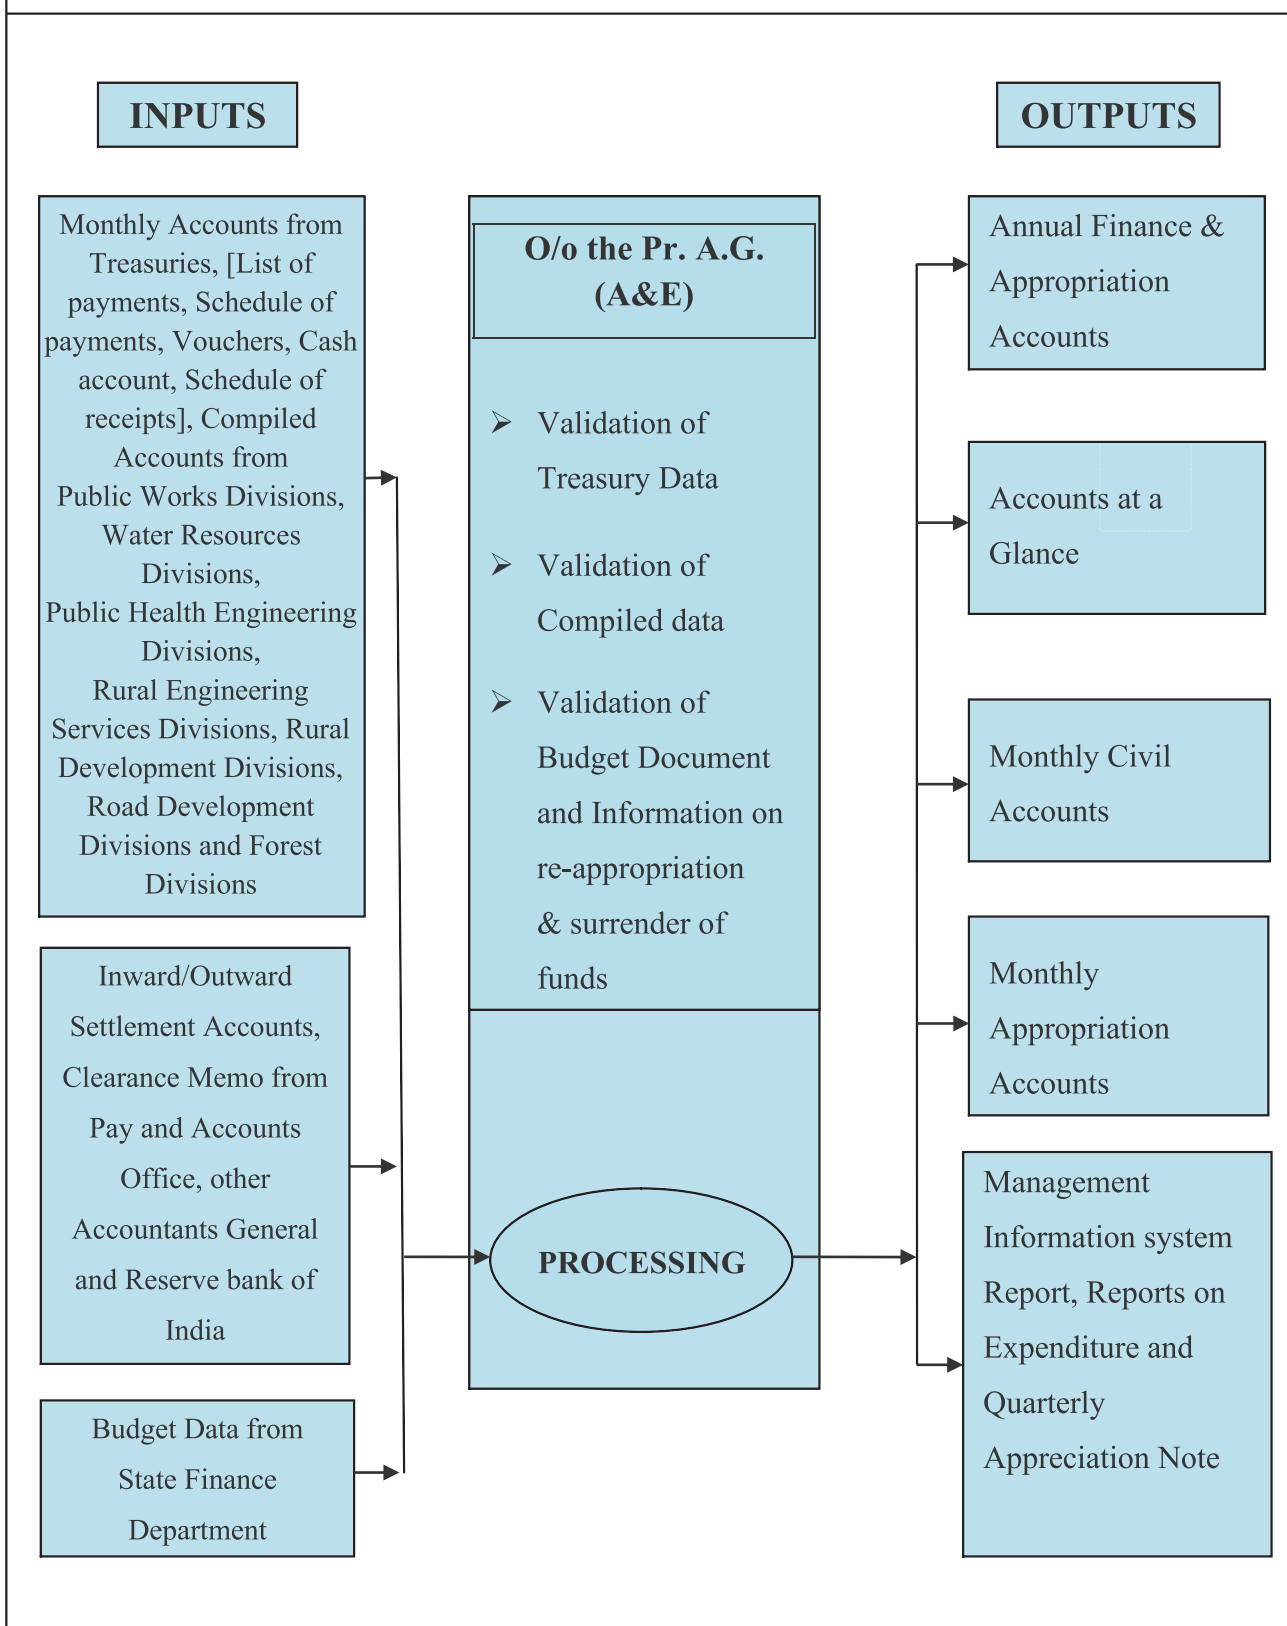 INPUTS
OUTPUTS
Monthly Accounts from
Treasuries, [List of
payments, Schedule of
payments, Vouchers, Cash
account, Schedule of
receipts], Compiled
Accounts from
Public Works Divisions,
Water Resources
Divisions,
Public Health Engineering
Divisions,
Rural Engineering
Services Divisions, Rural
Development Divisions,
Road Development
Divisions and Forest
Divisions
Inward/Outward
Settlement Accounts,
Clearance Memo from
Pay and Accounts
Office, other
Accountants General
and Reserve bank of
India
Budget Data from
State Finance
Department
O/o the Pr. A.G.
(A&E)
➢ Validation of
Treasury Data
➢ Validation of
Compiled data
➢ Validation of
Budget Document
and Information on
re-appropriation
& surrender of
funds
PROCESSING
Annual Finance &
Appropriation
Accounts
Accounts at a
Glance
Monthly Civil
Accounts
Monthly
Appropriation
Accounts
Management
Information system
Report, Reports on
Expenditure and
Quarterly
Appreciation Note